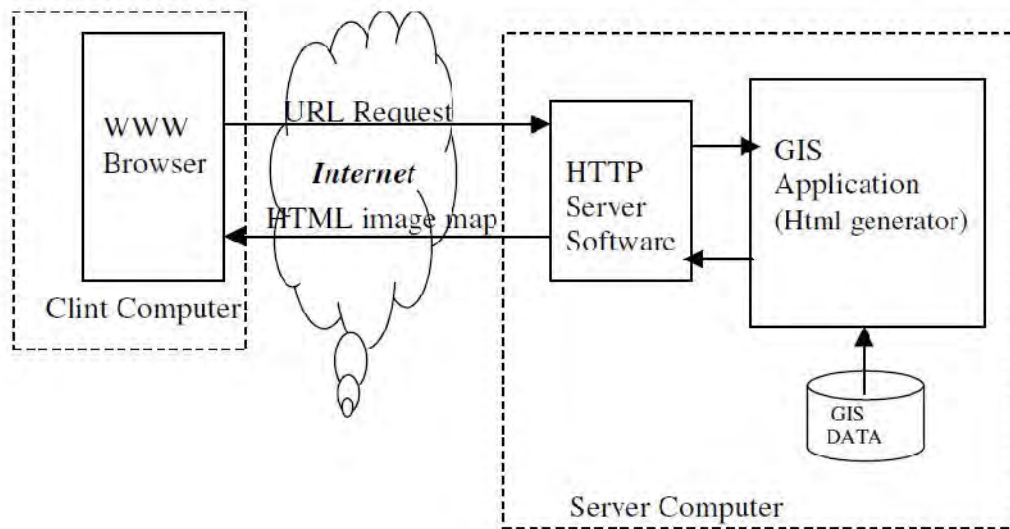 WWW
Browser
Clint Computer
URL Request
Internet
HTML image map
HTTP
Server
Software
GIS
Application
(Html generator)
GIS
DATA
Server Computer